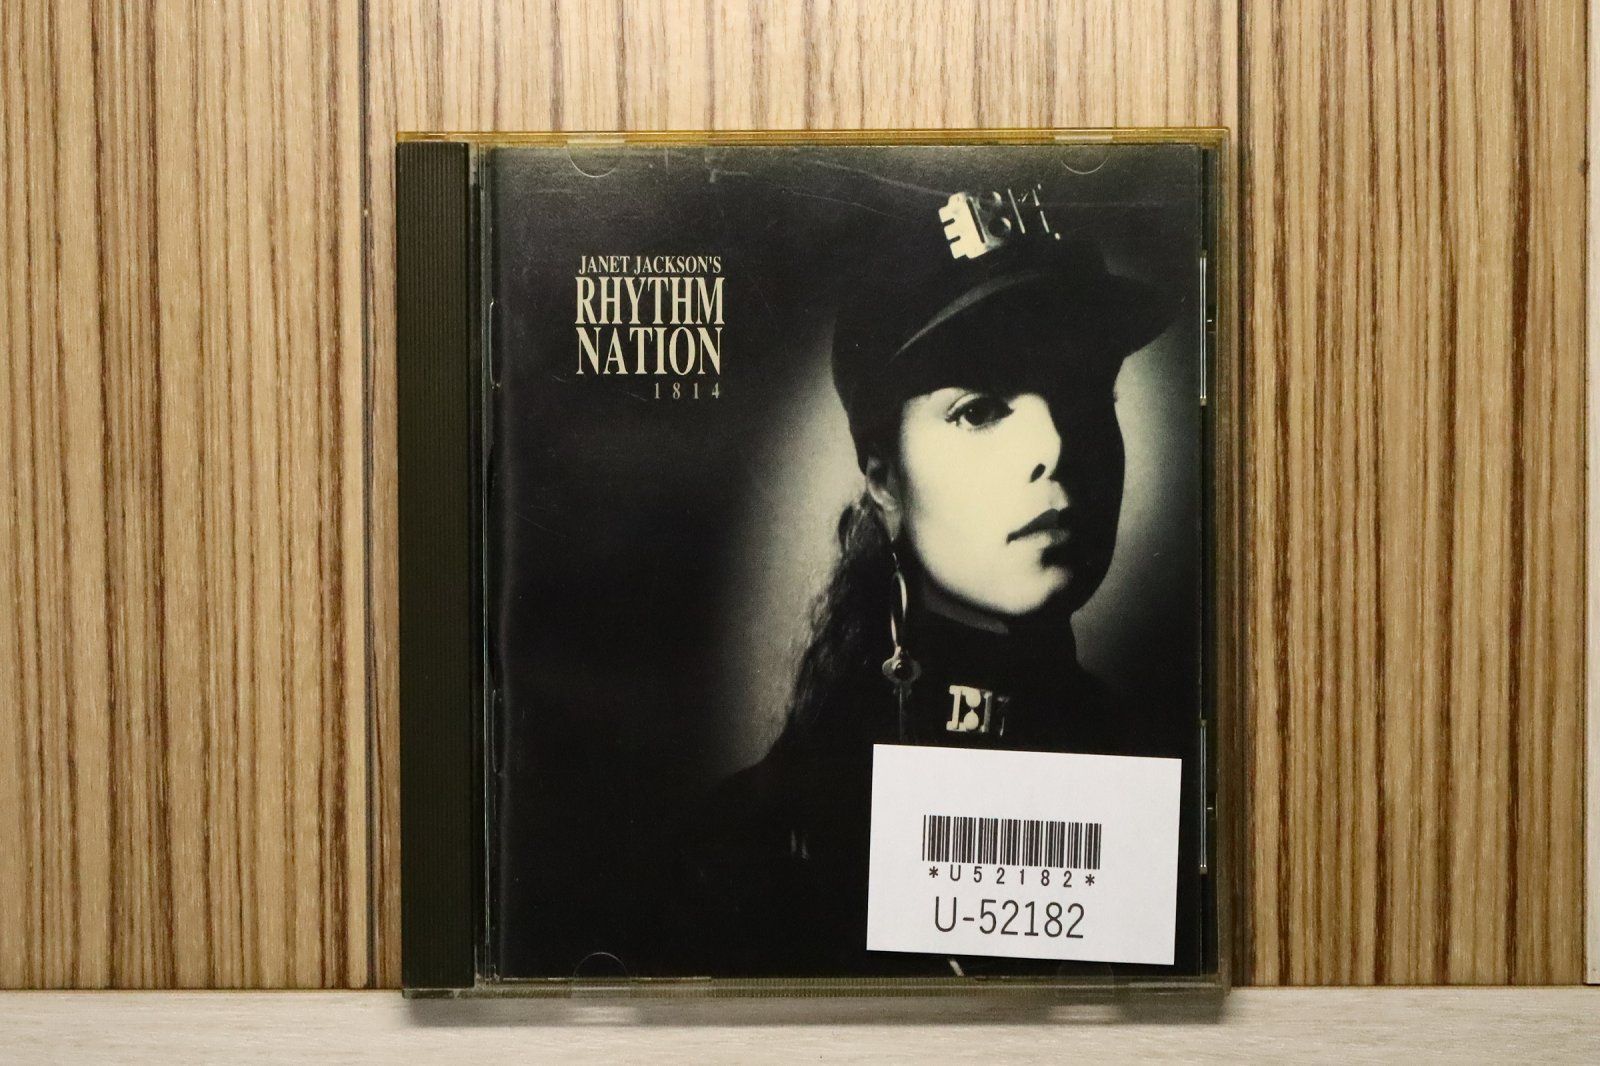 JANET JACKSON'S
RHYTHM
NATION
1814
*U52182*
U-52182